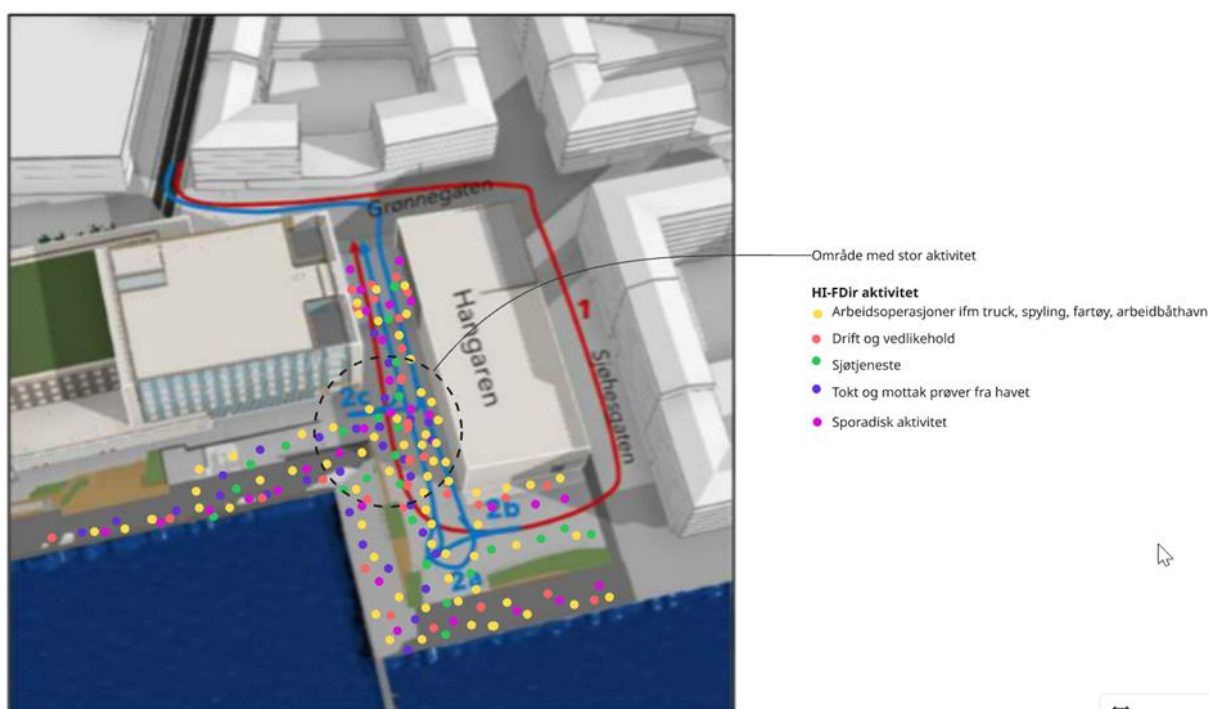 Grønnegaten
Hangaren
1
Sjøhesgaten
2c
2b
2a
Område med stor aktivitet
HI-FDir aktivitet
Arbeidsoperasjoner ifm truck, spyling, fartøy, arbeidbåthavn
Drift og vedlikehold
Sjøtjeneste
Tokt og mottak prøver fra havet
Sporadisk aktivitet